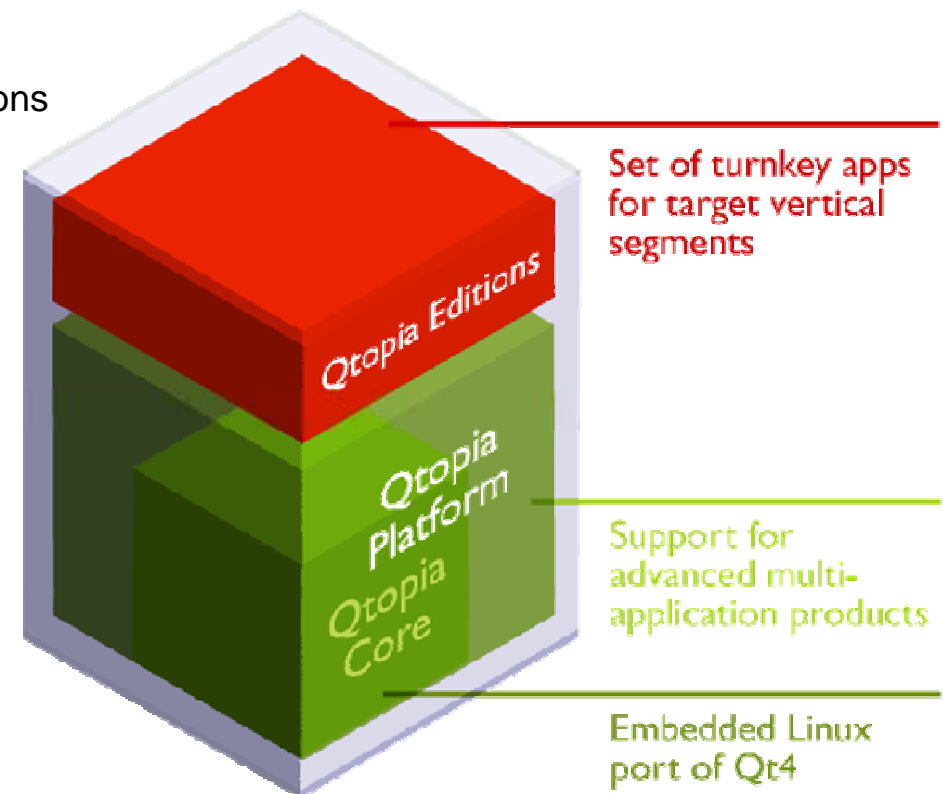 ons
Set of turnkey apps
for target vertical
segments
Qtopia Editions
Qtopia
Platform
Support for
advanced multi-
application products
Qtopia
Core
Embedded Linux
port of Qt4